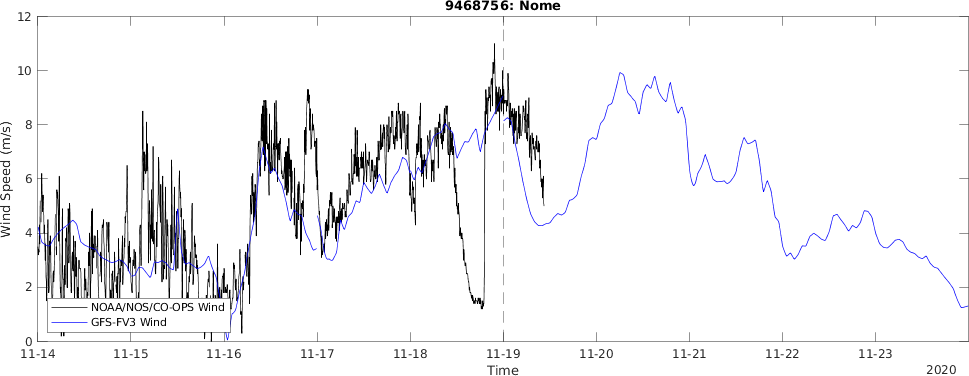 9468756: Nome
12
10
8
6
4
2
0
Wind Speed (m/s)
NOAA/NOS/CO-OPS Wind
GFS-FV3 Wind
11-14 11-15 11-16 11-17 11-18 11-19 11-20 11-21 11-22 11-23
Time
2020